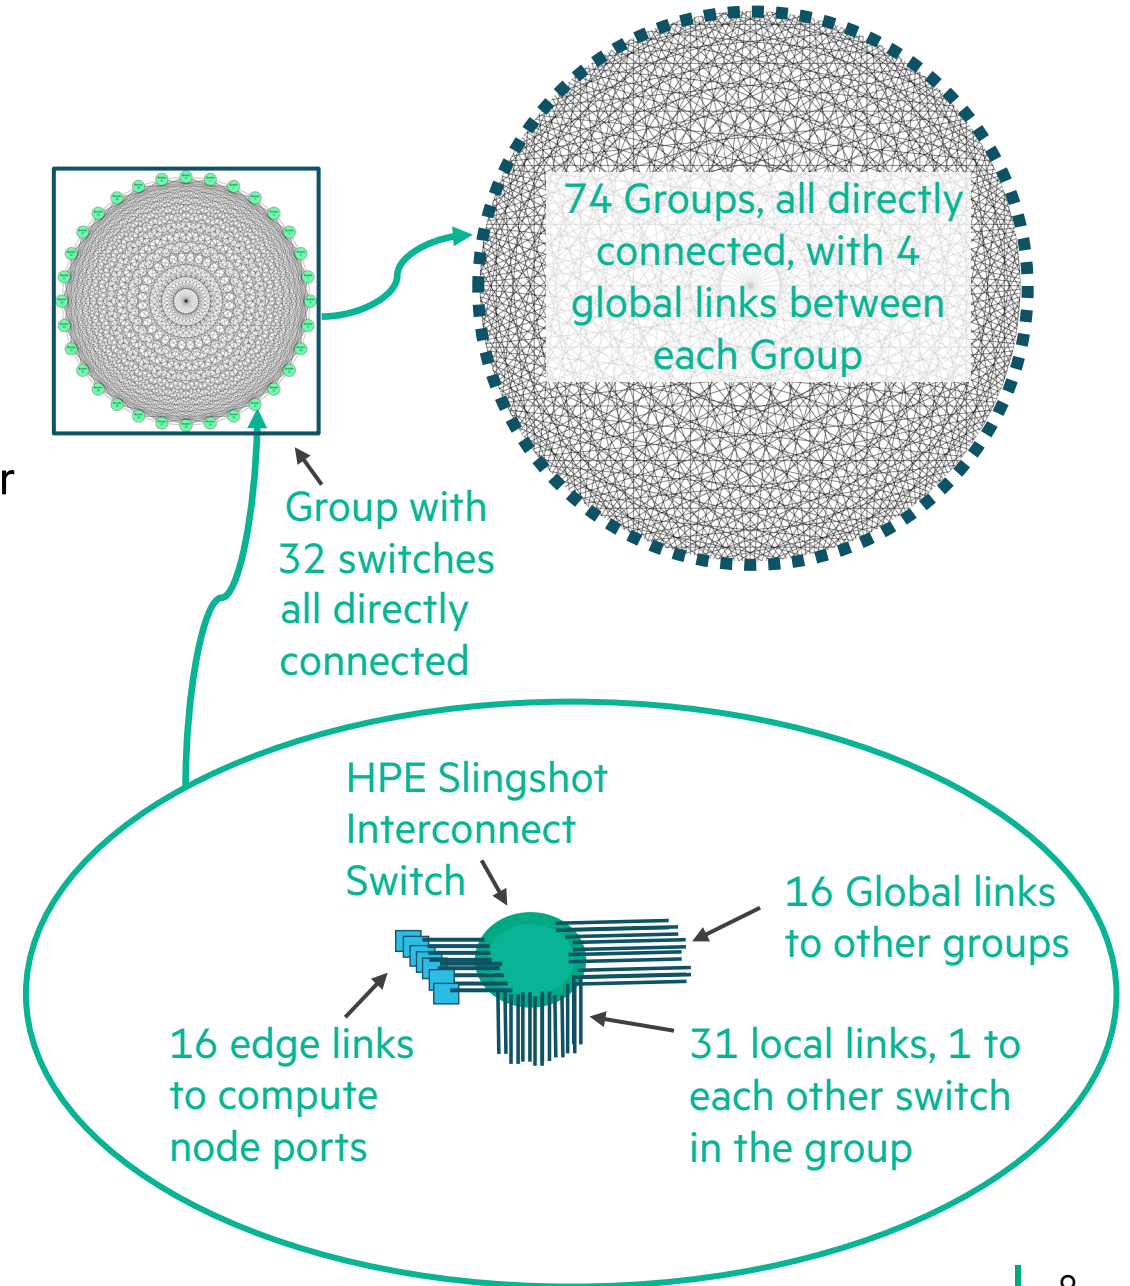 74 Groups, all directly
connected, with 4
global links between
each Group
r
Group with
32 switches
all directly
connected
HPE Slingshot
Interconnect
Switch
16 Global links
to other groups
16 edge links
to compute
node ports
31 local links, 1 to
each other switch
in the group